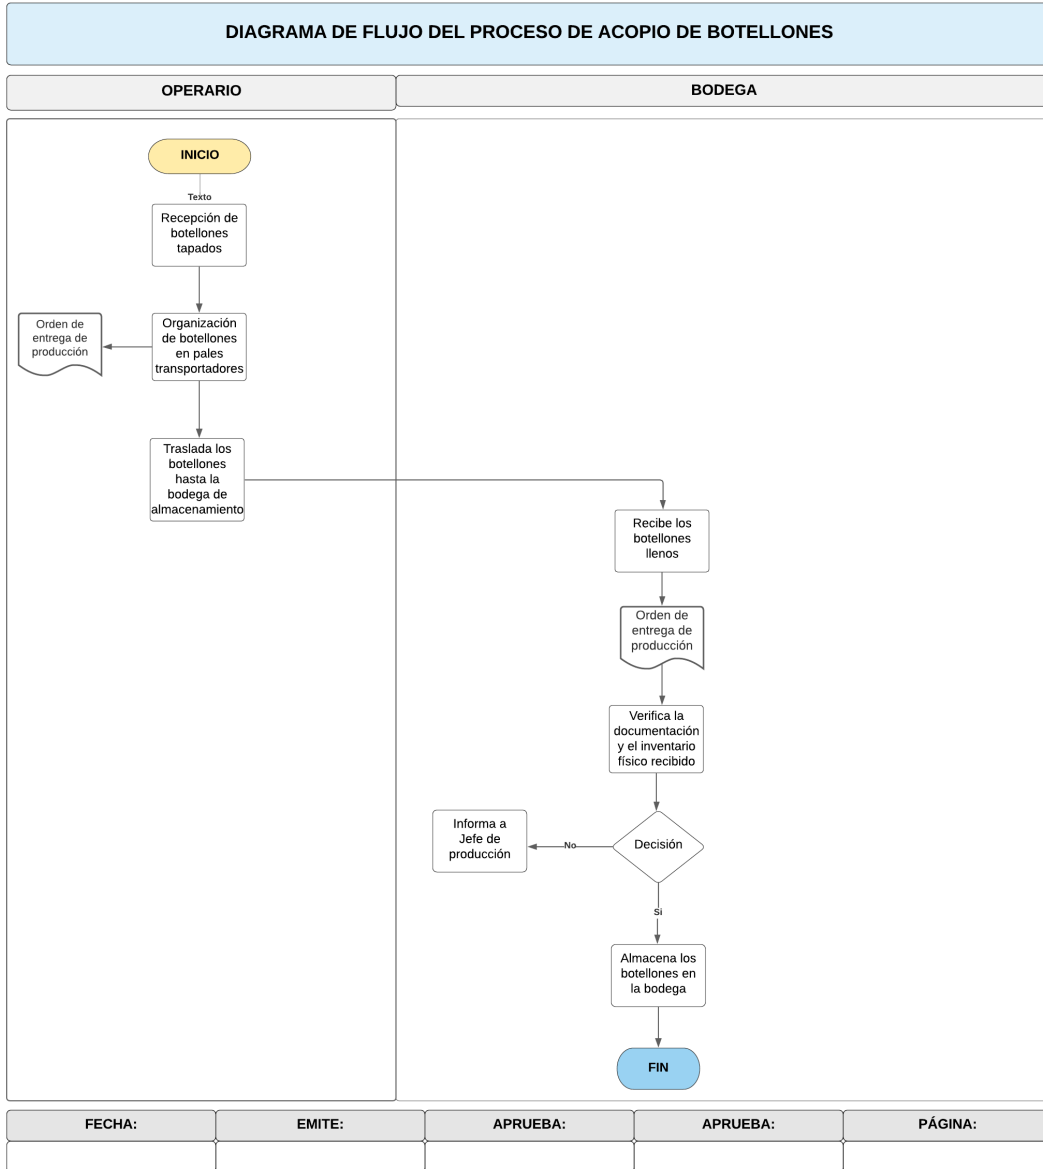 DIAGRAMA DE FLUJO DEL PROCESO DE ACOPIO DE BOTELLONES
OPERARIO
BODEGA
INICIO
Texto
Recepción de
botellones
tapados
Orden de
entrega de
producción
Organización
de botellones
en pales
transportadores
Traslada los
botellones
hasta la
bodega de
almacenamiento
Recibe los
botellones
llenos
Orden de
entrega de
producción
Verifica la
documentación
y el inventario
físico recibido
Decisión
No
Informa a
Jefe de
producción
Si
Almacena los
botellones en
la bodega
FIN
FECHA:
EMITE:
APRUEBA:
APRUEBA:
PÁGINA: